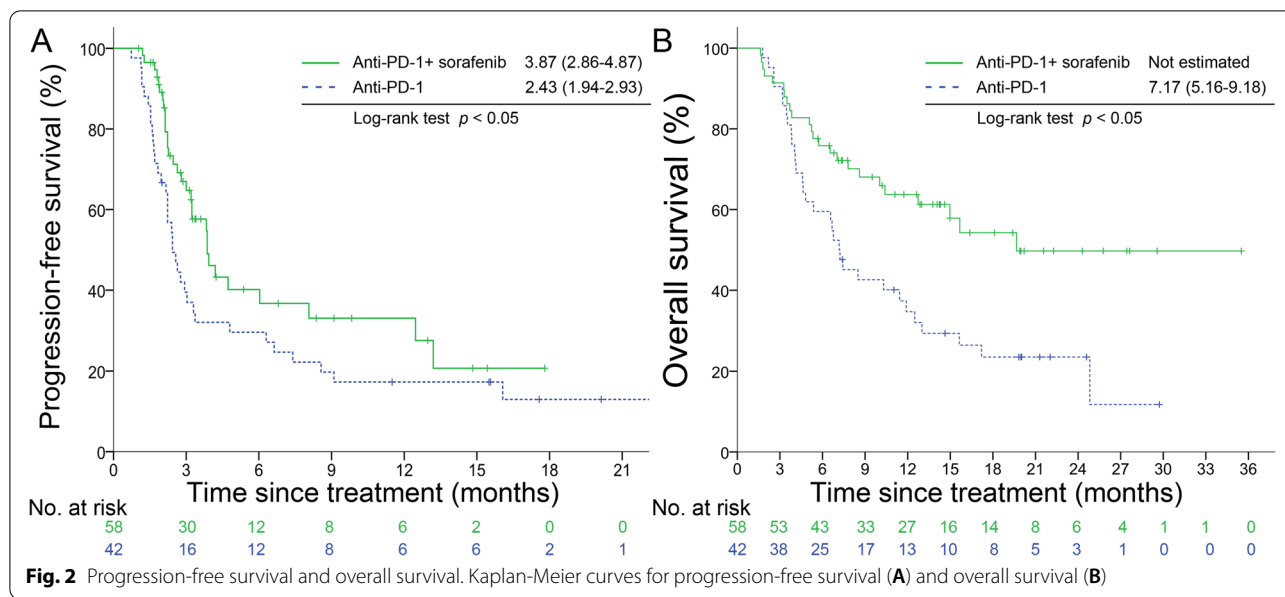 A
Progression-free survival (%)
100
80
60
40
20
0
Anti-PD-1+ sorafenib 3.87 (2.86-4.87)
Anti-PD-1 2.43 (1.94-2.93)
Log-rank test p < 0.05
0 3 6 9 12 15 18 21
Time since treatment (months)
No. at risk
58 30 12 8 6 2 0 0
42 16 12 8 6 6 2 1
B
Overall survival (%)
100
80
60
40
20
0
Anti-PD-1+ sorafenib Not estimated
Anti-PD-1 7.17 (5.16-9.18)
Log-rank test p < 0.05
0 3 6 9 12 15 18 21 24 27 30 33 36
Time since treatment (months)
No. at risk
58 53 43 33 27 16 14 8 6 4 1 1 0
42 38 25 17 13 10 8 5 3 1 0 0 0
Fig. 2 Progression-free survival and overall survival. Kaplan-Meier curves for progression-free survival (A) and overall survival (B)